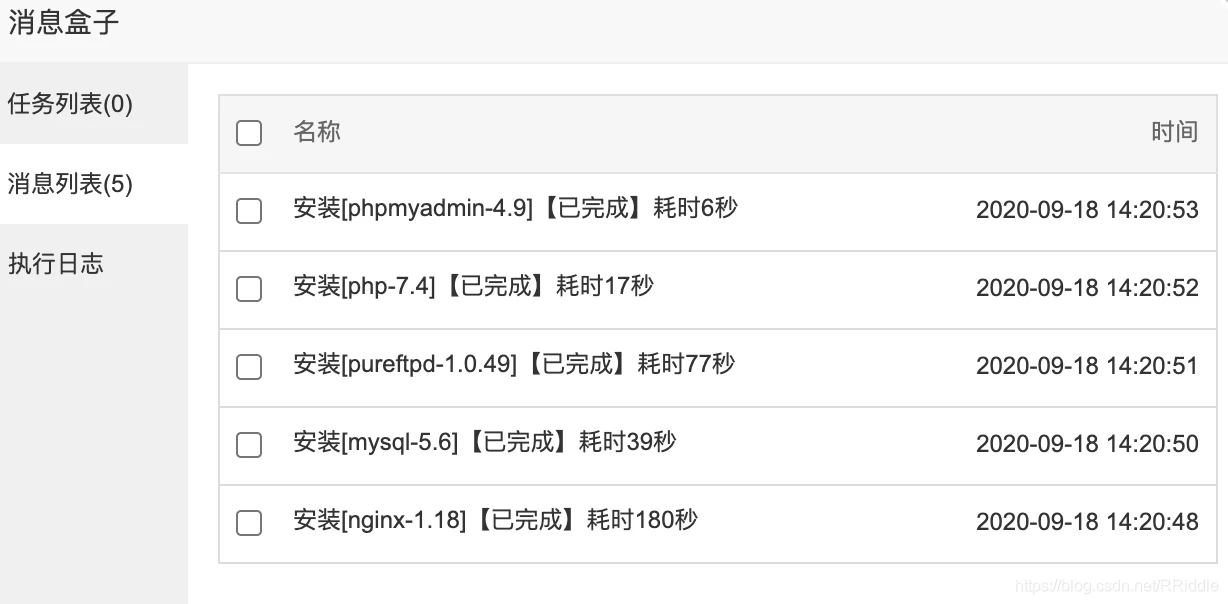 消息盒子
任务列表(0)
消息列表(5)
执行日志
名称 时间
安装[phpmyadmin-4.9]【已完成】耗时6秒 2020-09-18 14:20:53
安装[php-7.4]【已完成】耗时17秒 2020-09-18 14:20:52
安装[pureftpd-1.0.49]【已完成】耗时77秒 2020-09-18 14:20:51
安装[mysql-5.6]【已完成】耗时39秒 2020-09-18 14:20:50
安装[nginx-1.18]【已完成】耗时180秒 2020-09-18 14:20:48
https://blog.csdn.net/RRiddle